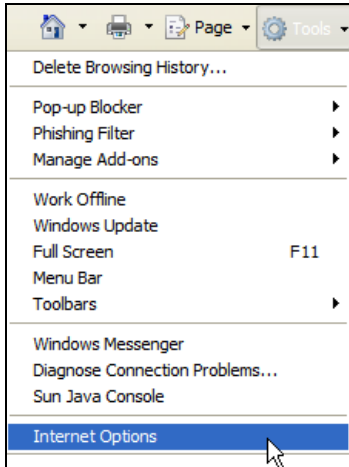 Page Tools
Delete Browsing History...
Pop-up Blocker
Phishing Filter
Manage Add-ons
Work Offline
Windows Update
Full Screen F11
Menu Bar
Toolbars
Windows Messenger
Diagnose Connection Problems...
Sun Java Console
Internet Options